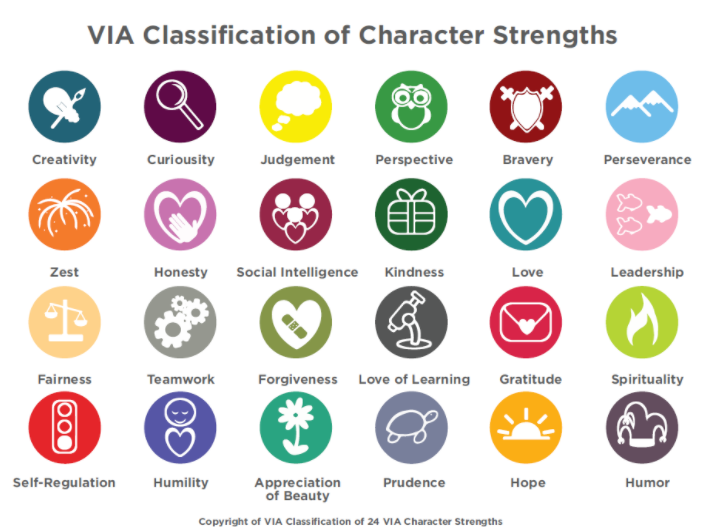 VIA Classification of Character Strengths
Creativity Curiousity Judgement Perspective Bravery Perseverance
Zest Honesty Social Intelligence Kindness Love Leadership
Fairness Teamwork Forgiveness Love of Learning Gratitude Spirituality
Self-Regulation Humility Appreciation Prudence Hope Humor
of Beauty
Copyright of VIA Classification of 24 VIA Character Strengths